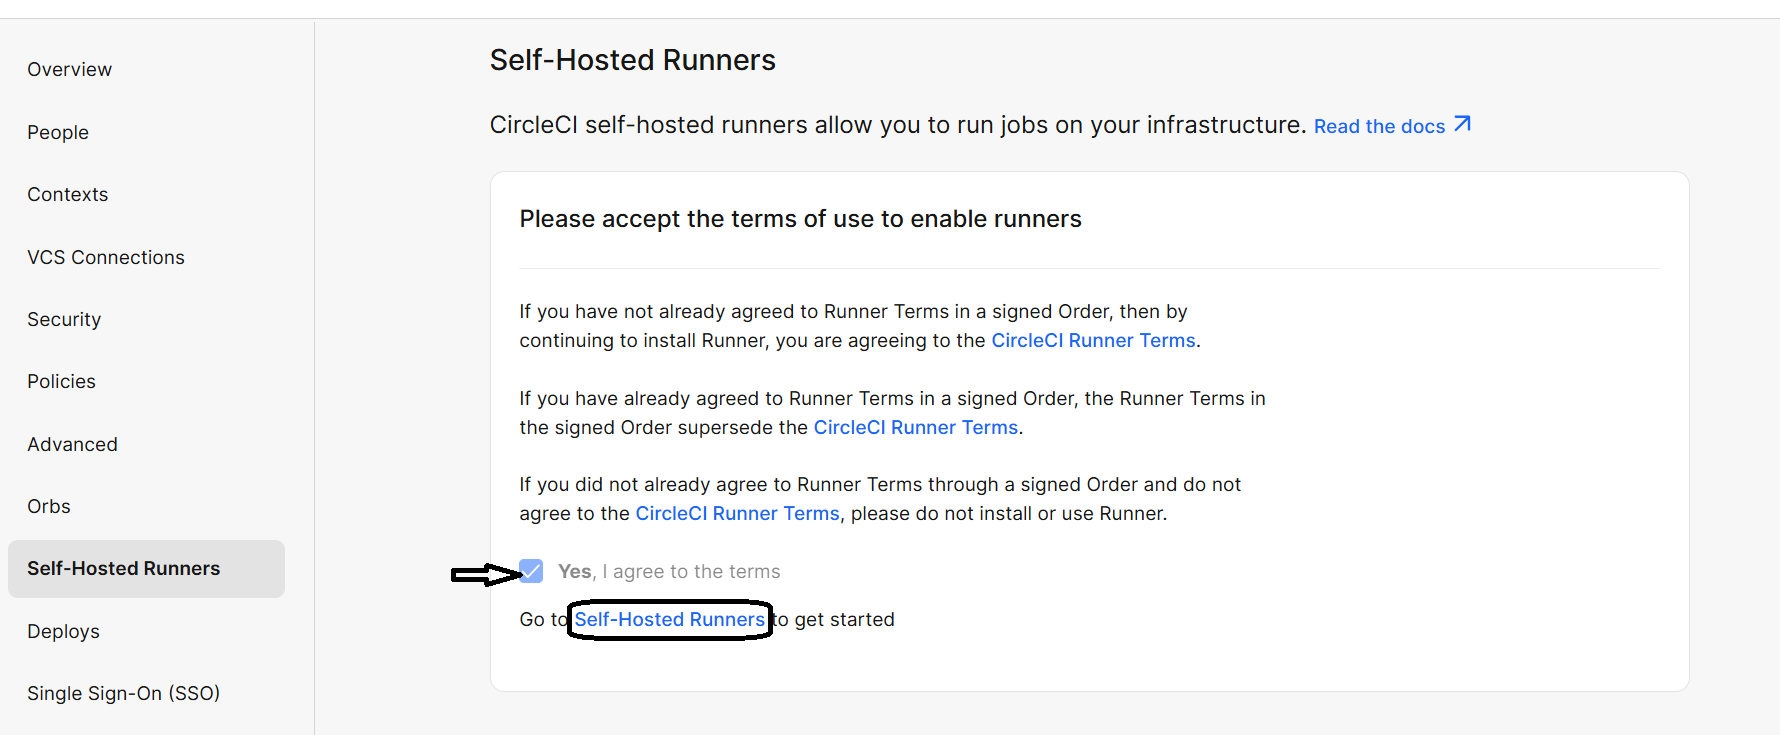 Overview
People
Contexts
VCS Connections
Security
Policies
Advanced
Orbs
Self-Hosted Runners
Deploys
Single Sign-On (SSO)
Self-Hosted Runners
CircleCI self-hosted runners allow you to run jobs on your infrastructure. Read the docs
Please accept the terms of use to enable runners
If you have not already agreed to Runner Terms in a signed Order, then by
continuing to install Runner, you are agreeing to the CircleCI Runner Terms.
If you have already agreed to Runner Terms in a signed Order, the Runner Terms in
the signed Order supersede the CircleCI Runner Terms.
If you did not already agree to Runner Terms through a signed Order and do not
agree to the CircleCI Runner Terms, please do not install or use Runner.
Yes, I agree to the terms
Go to Self-Hosted Runners to get started